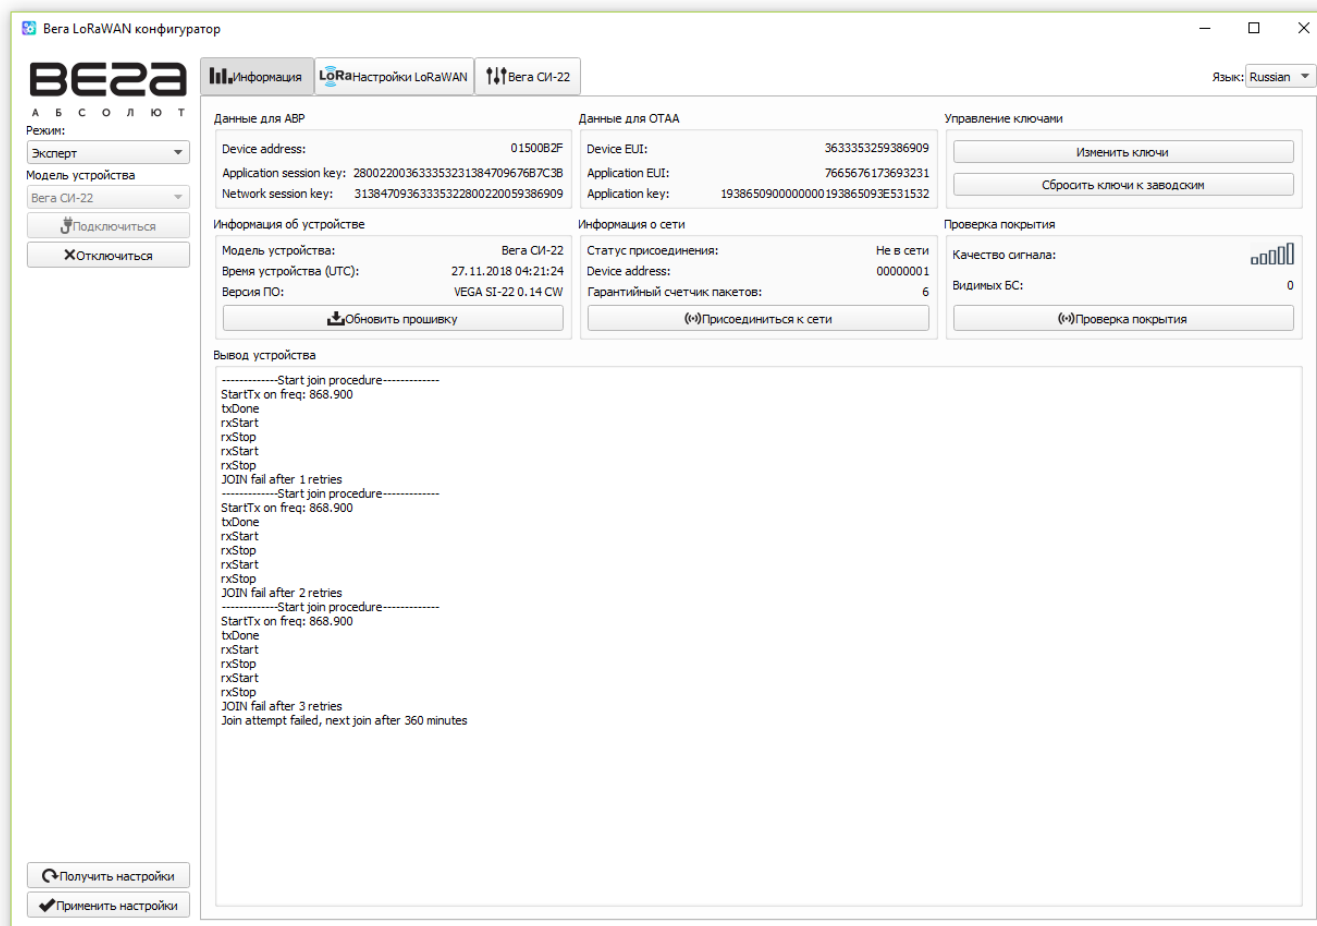 Вега LoRaWAN конфигуратор
ВЕГА
АБСОЛЮТ
Режим:
Эксперт
Модель устройства
Вега СИ-22
Подключиться
Отключиться
Получить настройки
Применить настройки
Информация
LoRa Настройки LoRaWAN
Вега СИ-22
Язык: Russian
Данные для ABP
Device address: 01500B2F
Application session key: 280022003633353231384709676B7C3B
Network session key: 31384709363335322800220059386909
Данные для OTAA
Device EUI: 3633353259386909
Application EUI: 7665676173693231
Application key: 19386509000000000193865093E531532
Управление ключами
Изменить ключи
Сбросить ключи к заводским
Информация об устройстве
Модель устройства: Вега СИ-22
Время устройства (UTC): 27.11.2018 04:21:24
Версия ПО: VEGA SI-22 0.14 CW
Обновить прошивку
Информация о сети
Статус присоединения: Не в сети
Device address: 00000001
Гарантийный счетчик пакетов: 6
Присоединиться к сети
Проверка покрытия
Качество сигнала:
Видимых БС: 0
Проверка покрытия
Вывод устройства
-------------Start join procedure-------------
StartTx on freq: 868.900
txDone
rxStart
rxStop
rxStart
rxStop
JOIN fail after 1 retries
-------------Start join procedure-------------
StartTx on freq: 868.900
txDone
rxStart
rxStop
rxStart
rxStop
JOIN fail after 2 retries
-------------Start join procedure-------------
StartTx on freq: 868.900
txDone
rxStart
rxStop
rxStart
rxStop
JOIN fail after 3 retries
Join attempt failed, next join after 360 minutes